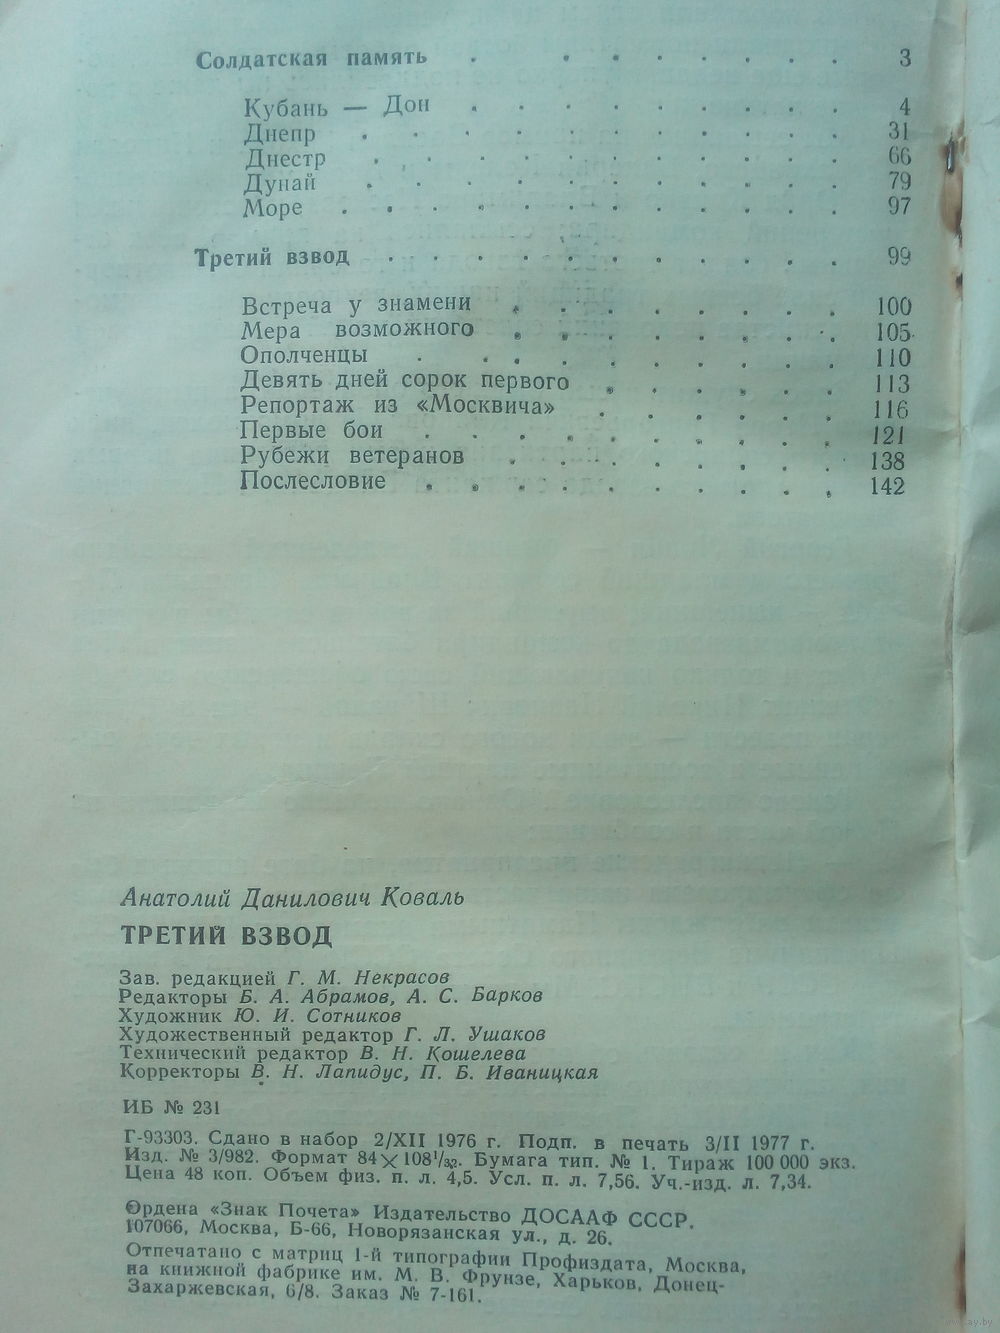 Солдатская память . . . . . . . . 3
Кубань — Дон . . . . . . . . . 4
Днепр . . . . . . . . . . . 31
Днестр . . . . . . . . . . . 66
Дунай . . . . . . . . . . . 79
Море . . . . . . . . . . . 97
Третий взвод . . . . . . . . . . 99
Встреча у знамени . . . . . . . . 100
Мера возможного . . . . . . . . 105
Ополченцы . . . . . . . . . 110
Девять дней сорок первого . . . . . . 113
Репортаж из «Москвича» . . . . . . 116
Первые бои . . . . . . . . . . 121
Рубежи ветеранов . . . . . . . . 138
Послесловие . . . . . . . . . . 142
Анатолий Данилович Коваль
ТРЕТИЙ ВЗВОД
Зав. редакцией Г. М. Некрасов
Редакторы Б. А. Абрамов, А. С. Барков
Художник Ю. И. Сотников
Художественный редактор Г. Л. Ушаков
Технический редактор В. Н. Кошелева
Корректоры В. Н. Лапидус, П. Б. Иваницкая
ИБ № 231
Г-93303. Сдано в набор 2/XII 1976 г. Подп. в печать 3/II 1977 г.
Изд. № 3/982. Формат 84×108¹/₃₂. Бумага тип. № 1. Тираж 100 000 экз.
Цена 48 коп. Объем физ. п. л. 4,5. Усл. п. л. 7,56. Уч.-изд. л. 7,34.
Ордена «Знак Почета» Издательство ДОСААФ СССР.
107066, Москва, Б-66, Новорязанская ул., д. 26.
Отпечатано с матриц 1-й типографии Профиздата, Москва,
на книжной фабрике им. М. В. Фрунзе, Харьков, Донец-
Захаржевская, 6/8. Заказ № 7-161.